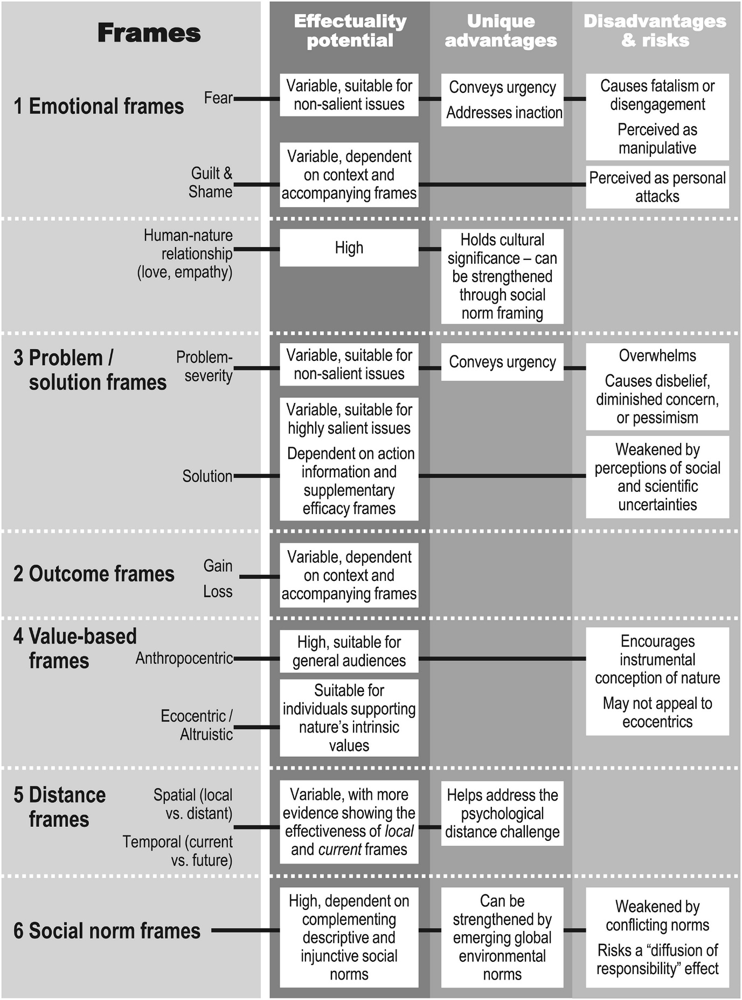 Frames
Effectuality
potential
Unique
advantages
Disadvantages
& risks
1 Emotional frames
Fear
Variable, suitable for
non-salient issues
Conveys urgency
Addresses inaction
Causes fatalism or
disengagement
Perceived as
manipulative
Guilt &
Shame
Variable, dependent
on context and
accompanying frames
Perceived as personal
attacks
Human-nature
relationship
(love, empathy)
High
Holds cultural
significance – can
be strengthened
through social
norm framing
3 Problem /
solution frames
Problem-
severity
Variable, suitable for
non-salient issues
Conveys urgency
Overwhelms
Causes disbelief,
diminished concern,
or pessimism
Solution
Variable, suitable for
highly salient issues
Dependent on action
information and
supplementary
efficacy frames
Weakened by
perceptions of social
and scientific
uncertainties
2 Outcome frames
Gain
Loss
Variable, dependent
on context and
accompanying frames
4 Value-based
frames
Anthropocentric
High, suitable for
general audiences
Encourages
instrumental
conception of nature
May not appeal to
ecocentrics
Ecocentric /
Altruistic
Suitable for
individuals supporting
nature’s intrinsic
values
5 Distance
frames
Spatial (local
vs. distant)
Temporal (current
vs. future)
Variable, with more
evidence showing the
effectiveness of local
and current frames
Helps address the
psychological
distance challenge
6 Social norm frames
High, dependent on
complementing
descriptive and
injunctive social
norms
Can be
strengthened by
emerging global
environmental
norms
Weakened by
conflicting norms
Risks a “diffusion of
responsibility” effect